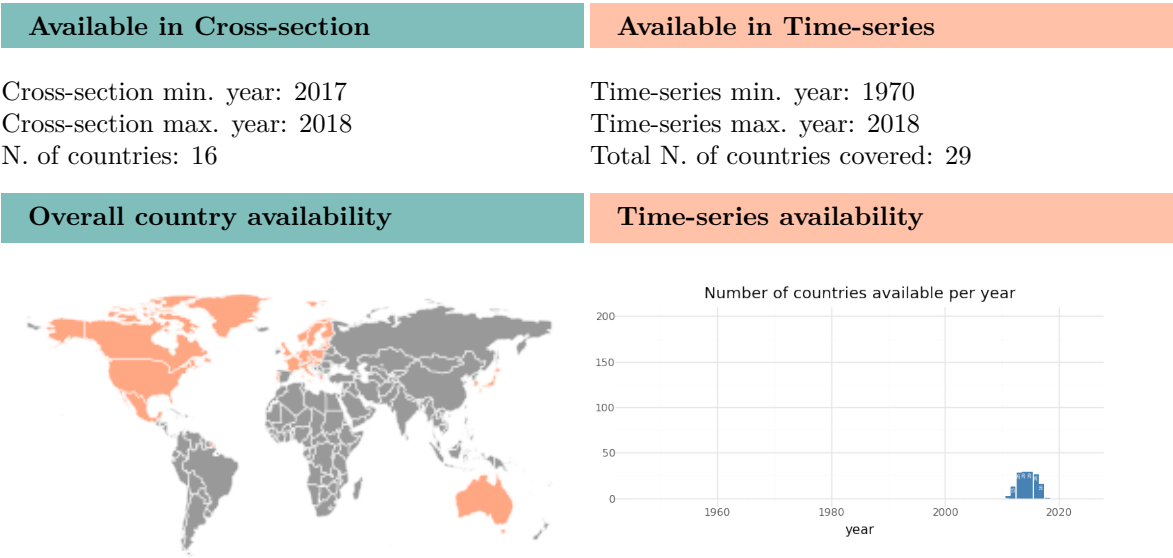 Available in Cross-section
Available in Time-series
Cross-section min. year: 2017
Cross-section max. year: 2018
N. of countries: 16
Time-series min. year: 1970
Time-series max. year: 2018
Total N. of countries covered: 29
Overall country availability
Time-series availability
Number of countries available per year
200
150
100
50
0
1960 1980 2000 2020
year